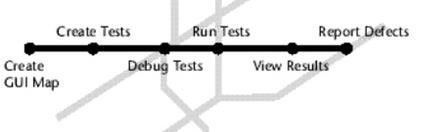 Create Tests
Run Tests
Report Defects
Create
GUI Map
Debug Tests
View Results